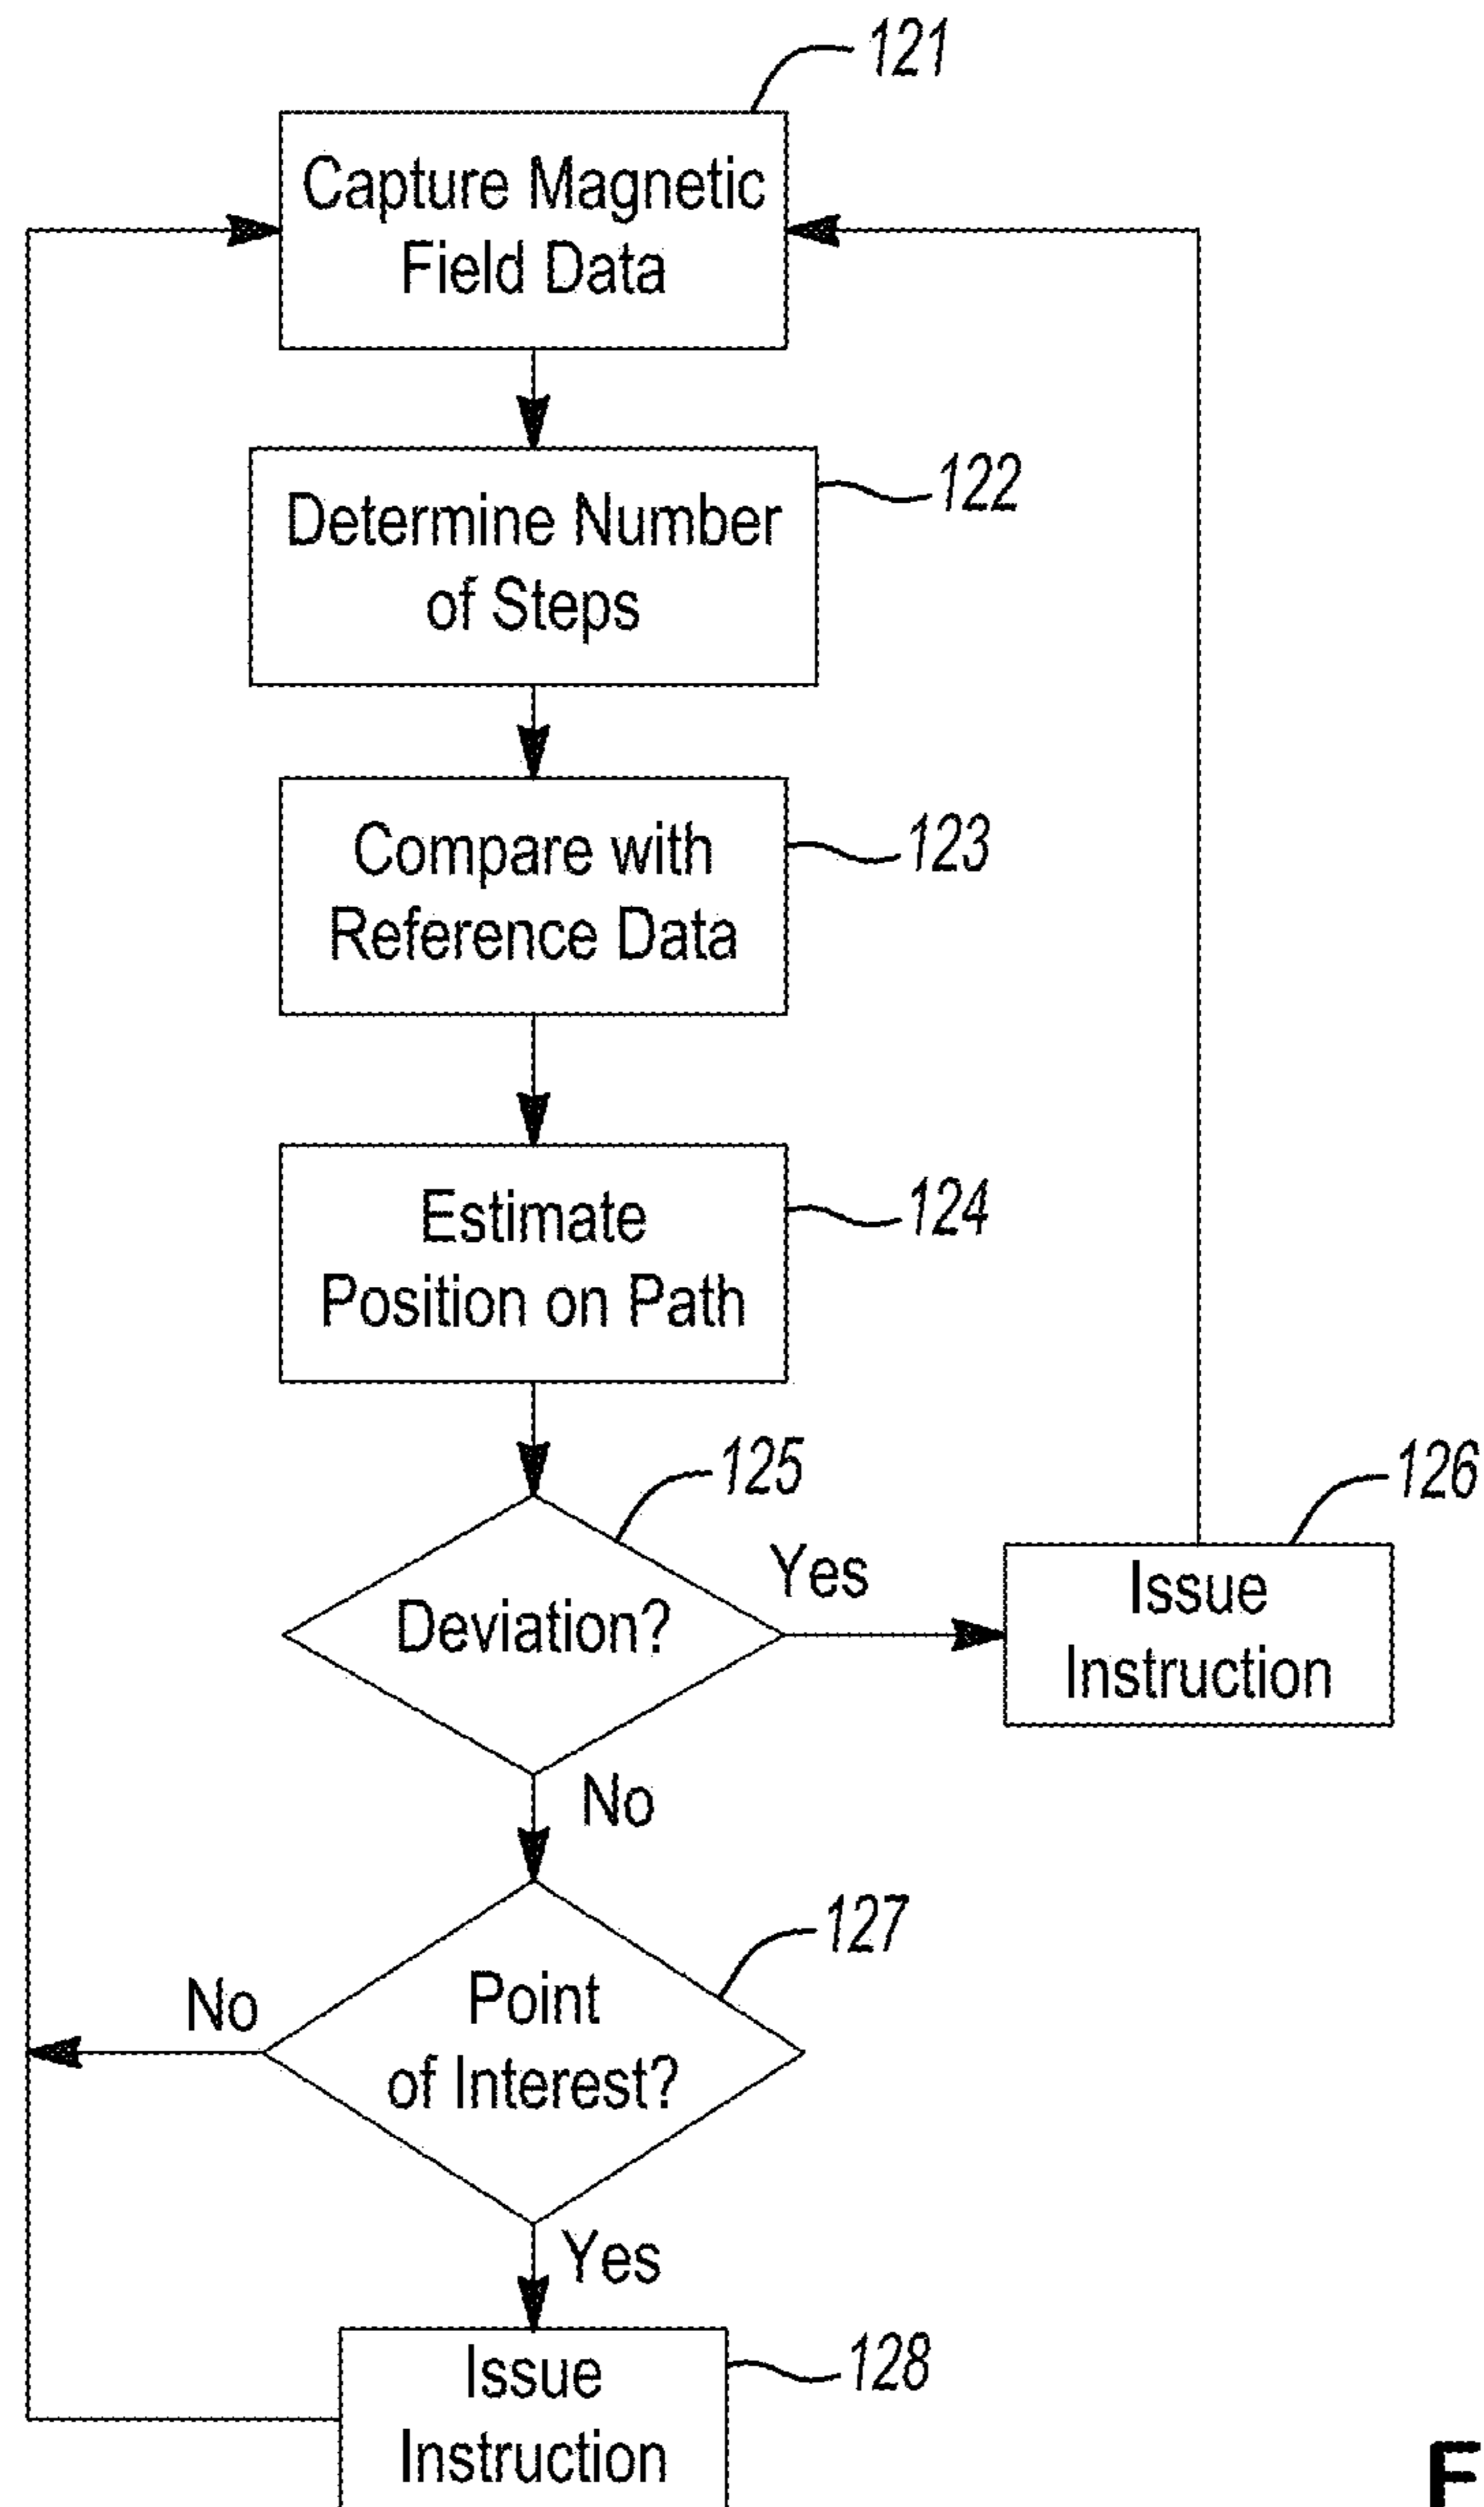 121
Capture Magnetic
Field Data
122
Determine Number
of Steps
123
Compare with
Reference Data
124
Estimate
Position on Path
125
Deviation?
Yes
126
Issue
Instruction
No
127
Point
of Interest?
No
Yes
128
Issue
Instruction